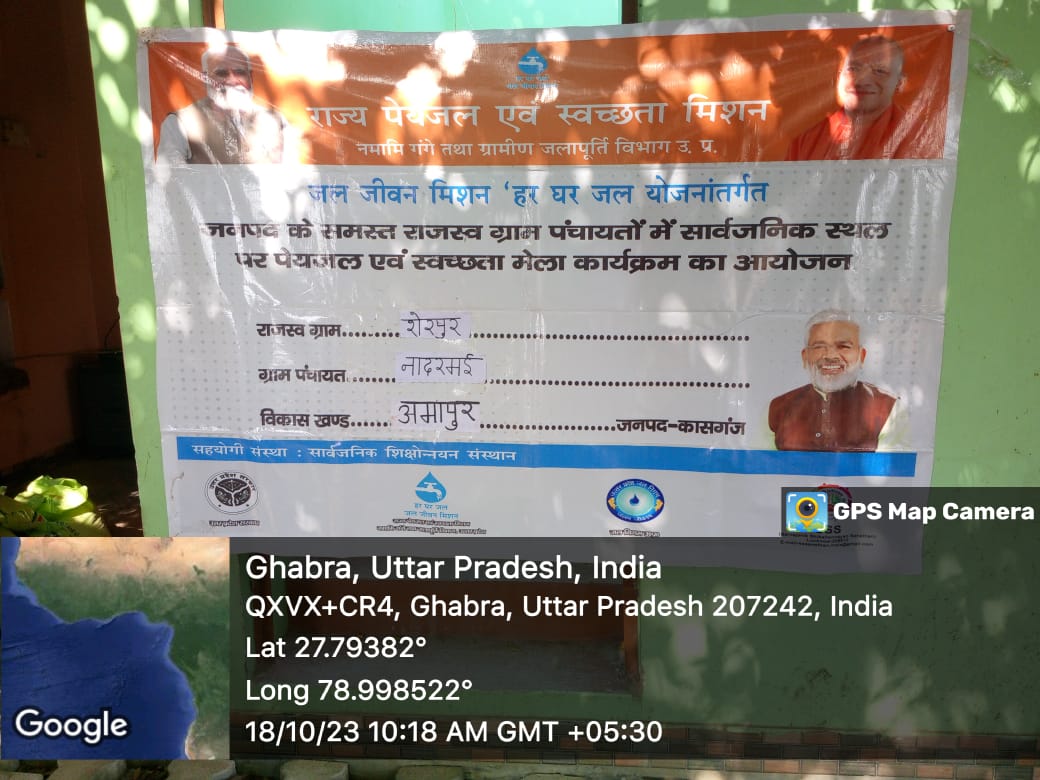 राज्य पेयजल एवं स्वच्छता मिशन
नमामि गंगे तथा ग्रामीण जलापूर्ति विभाग उ. प्र.
जल जीवन मिशन 'हर घर जल योजनांतर्गत
जनपद के समस्त राजस्व ग्राम पंचायतों में सार्वजनिक स्थल
पर पेयजल एवं स्वच्छता मेला कार्यक्रम का आयोजन
राजस्व ग्राम........शेरपुर........
ग्राम पंचायत........नादरमई........
विकास खण्ड.......अमापुर........जनपद-कासगंज
सहयोगी संस्था : सार्वजनिक शिक्षोन्नयन संस्थान
हर घर जल
जल जीवन मिशन
GPS Map Camera
Ghabra, Uttar Pradesh, India
QXVX+CR4, Ghabra, Uttar Pradesh 207242, India
Lat 27.79382°
Long 78.998522°
18/10/23 10:18 AM GMT +05:30
Google